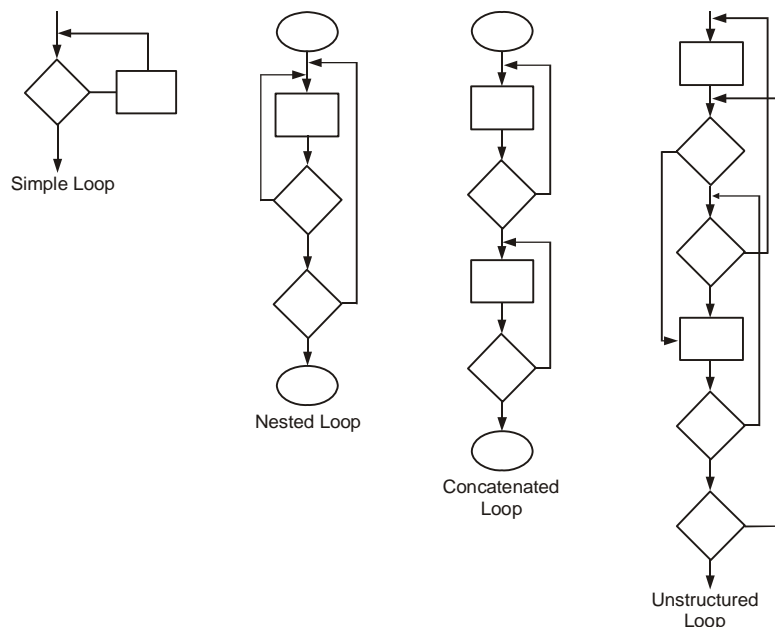 Simple Loop
Nested Loop
Concatenated
Loop
Unstructured
Loop